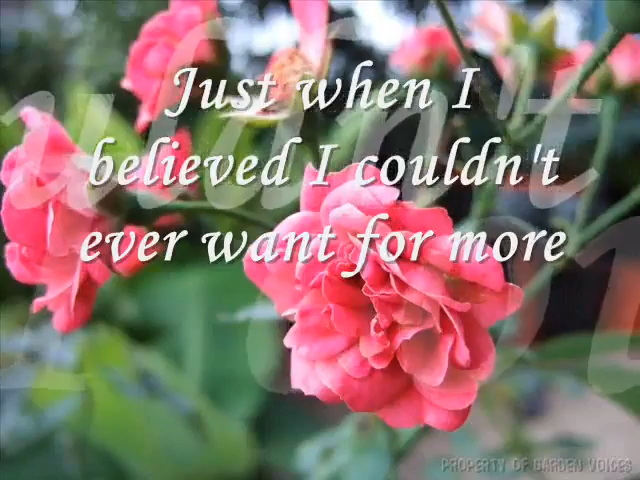 Just when I
believed I couldn't
ever want for more
PROPERTY OF GARDEN VOICES